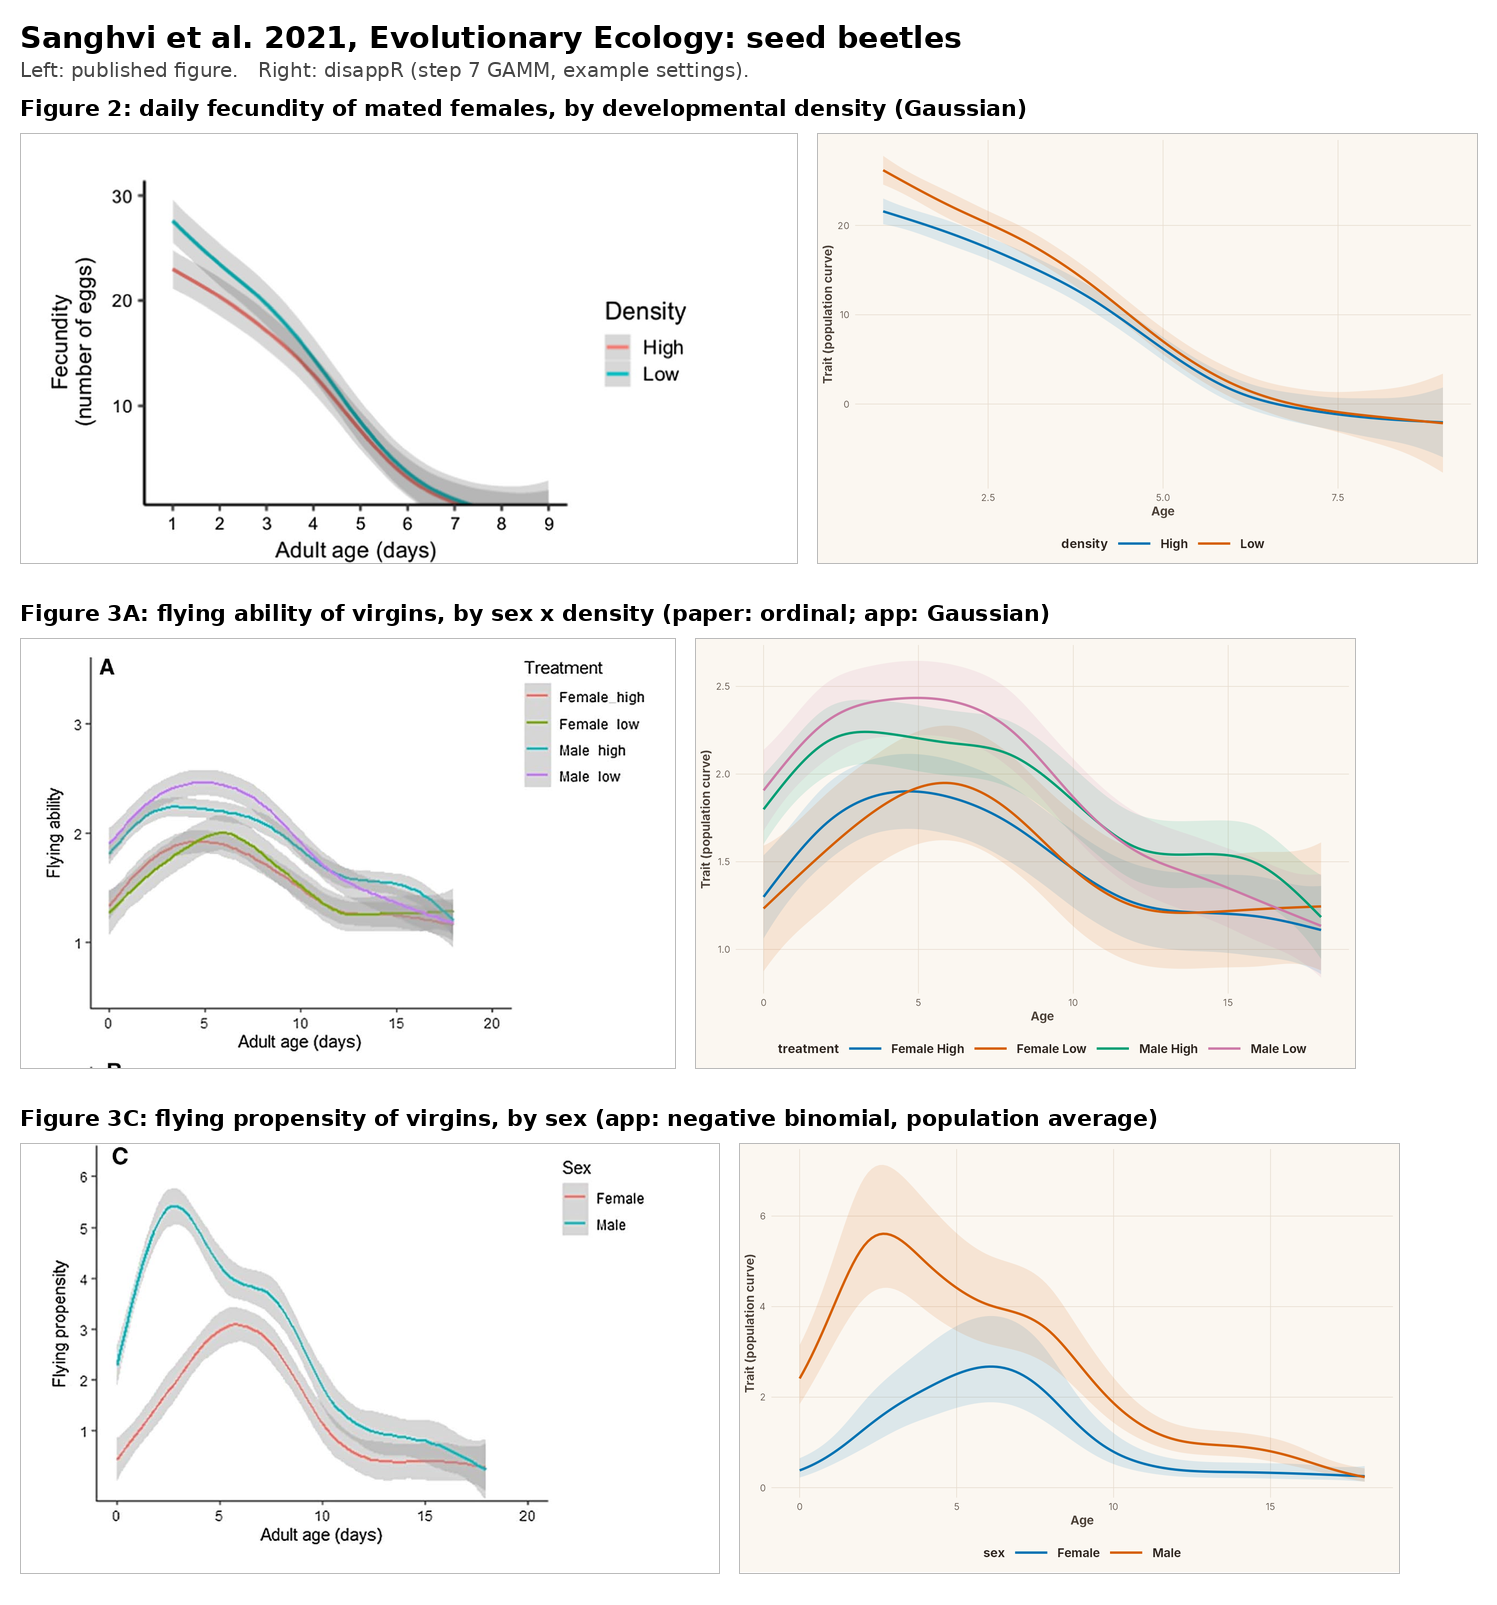 Sanghvi et al. 2021, Evolutionary Ecology: seed beetles
Left: published figure. Right: disappR (step 7 GAMM, example settings).
Figure 2: daily fecundity of mated females, by developmental density (Gaussian)
30
20
10
Fecundity
(number of eggs)
1 2 3 4 5 6 7 8 9
Adult age (days)
Density
High
Low
20
10
0
Trait (population curve)
2.5 5.0 7.5
Age
density High Low
Figure 3A: flying ability of virgins, by sex x density (paper: ordinal; app: Gaussian)
A
3
2
1
Flying ability
0 5 10 15 20
Adult age (days)
Treatment
Female_high
Female low
Male high
Male low
2.5
2.0
1.5
1.0
Trait (population curve)
0 5 10 15
Age
treatment Female High Female Low Male High Male Low
Figure 3C: flying propensity of virgins, by sex (app: negative binomial, population average)
C
6
5
4
3
2
1
Flying propensity
0 5 10 15 20
Adult age (days)
Sex
Female
Male
6
4
2
0
Trait (population curve)
0 5 10 15
Age
sex Female Male